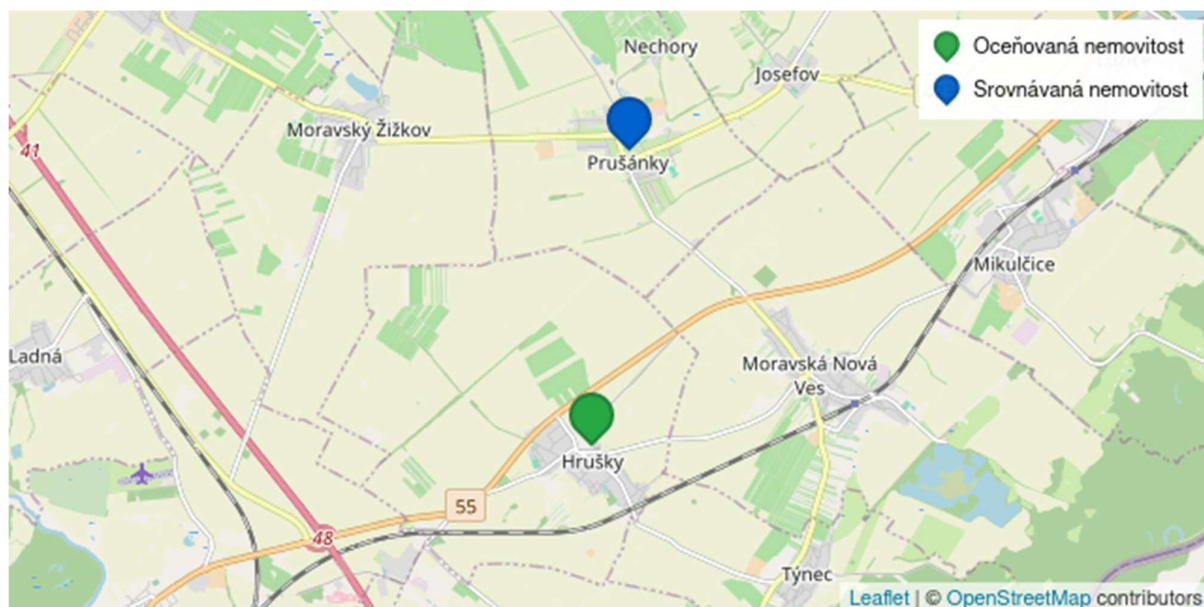 Nechory
Josefov
Oceňovaná nemovitost
Srovnávaná nemovitost
Moravský Žižkov
41
Prušánky
Mikulčice
Ladná
Moravská Nová
Ves
Hrušky
55
48
Týnec
Leaflet | © OpenStreetMap contributors